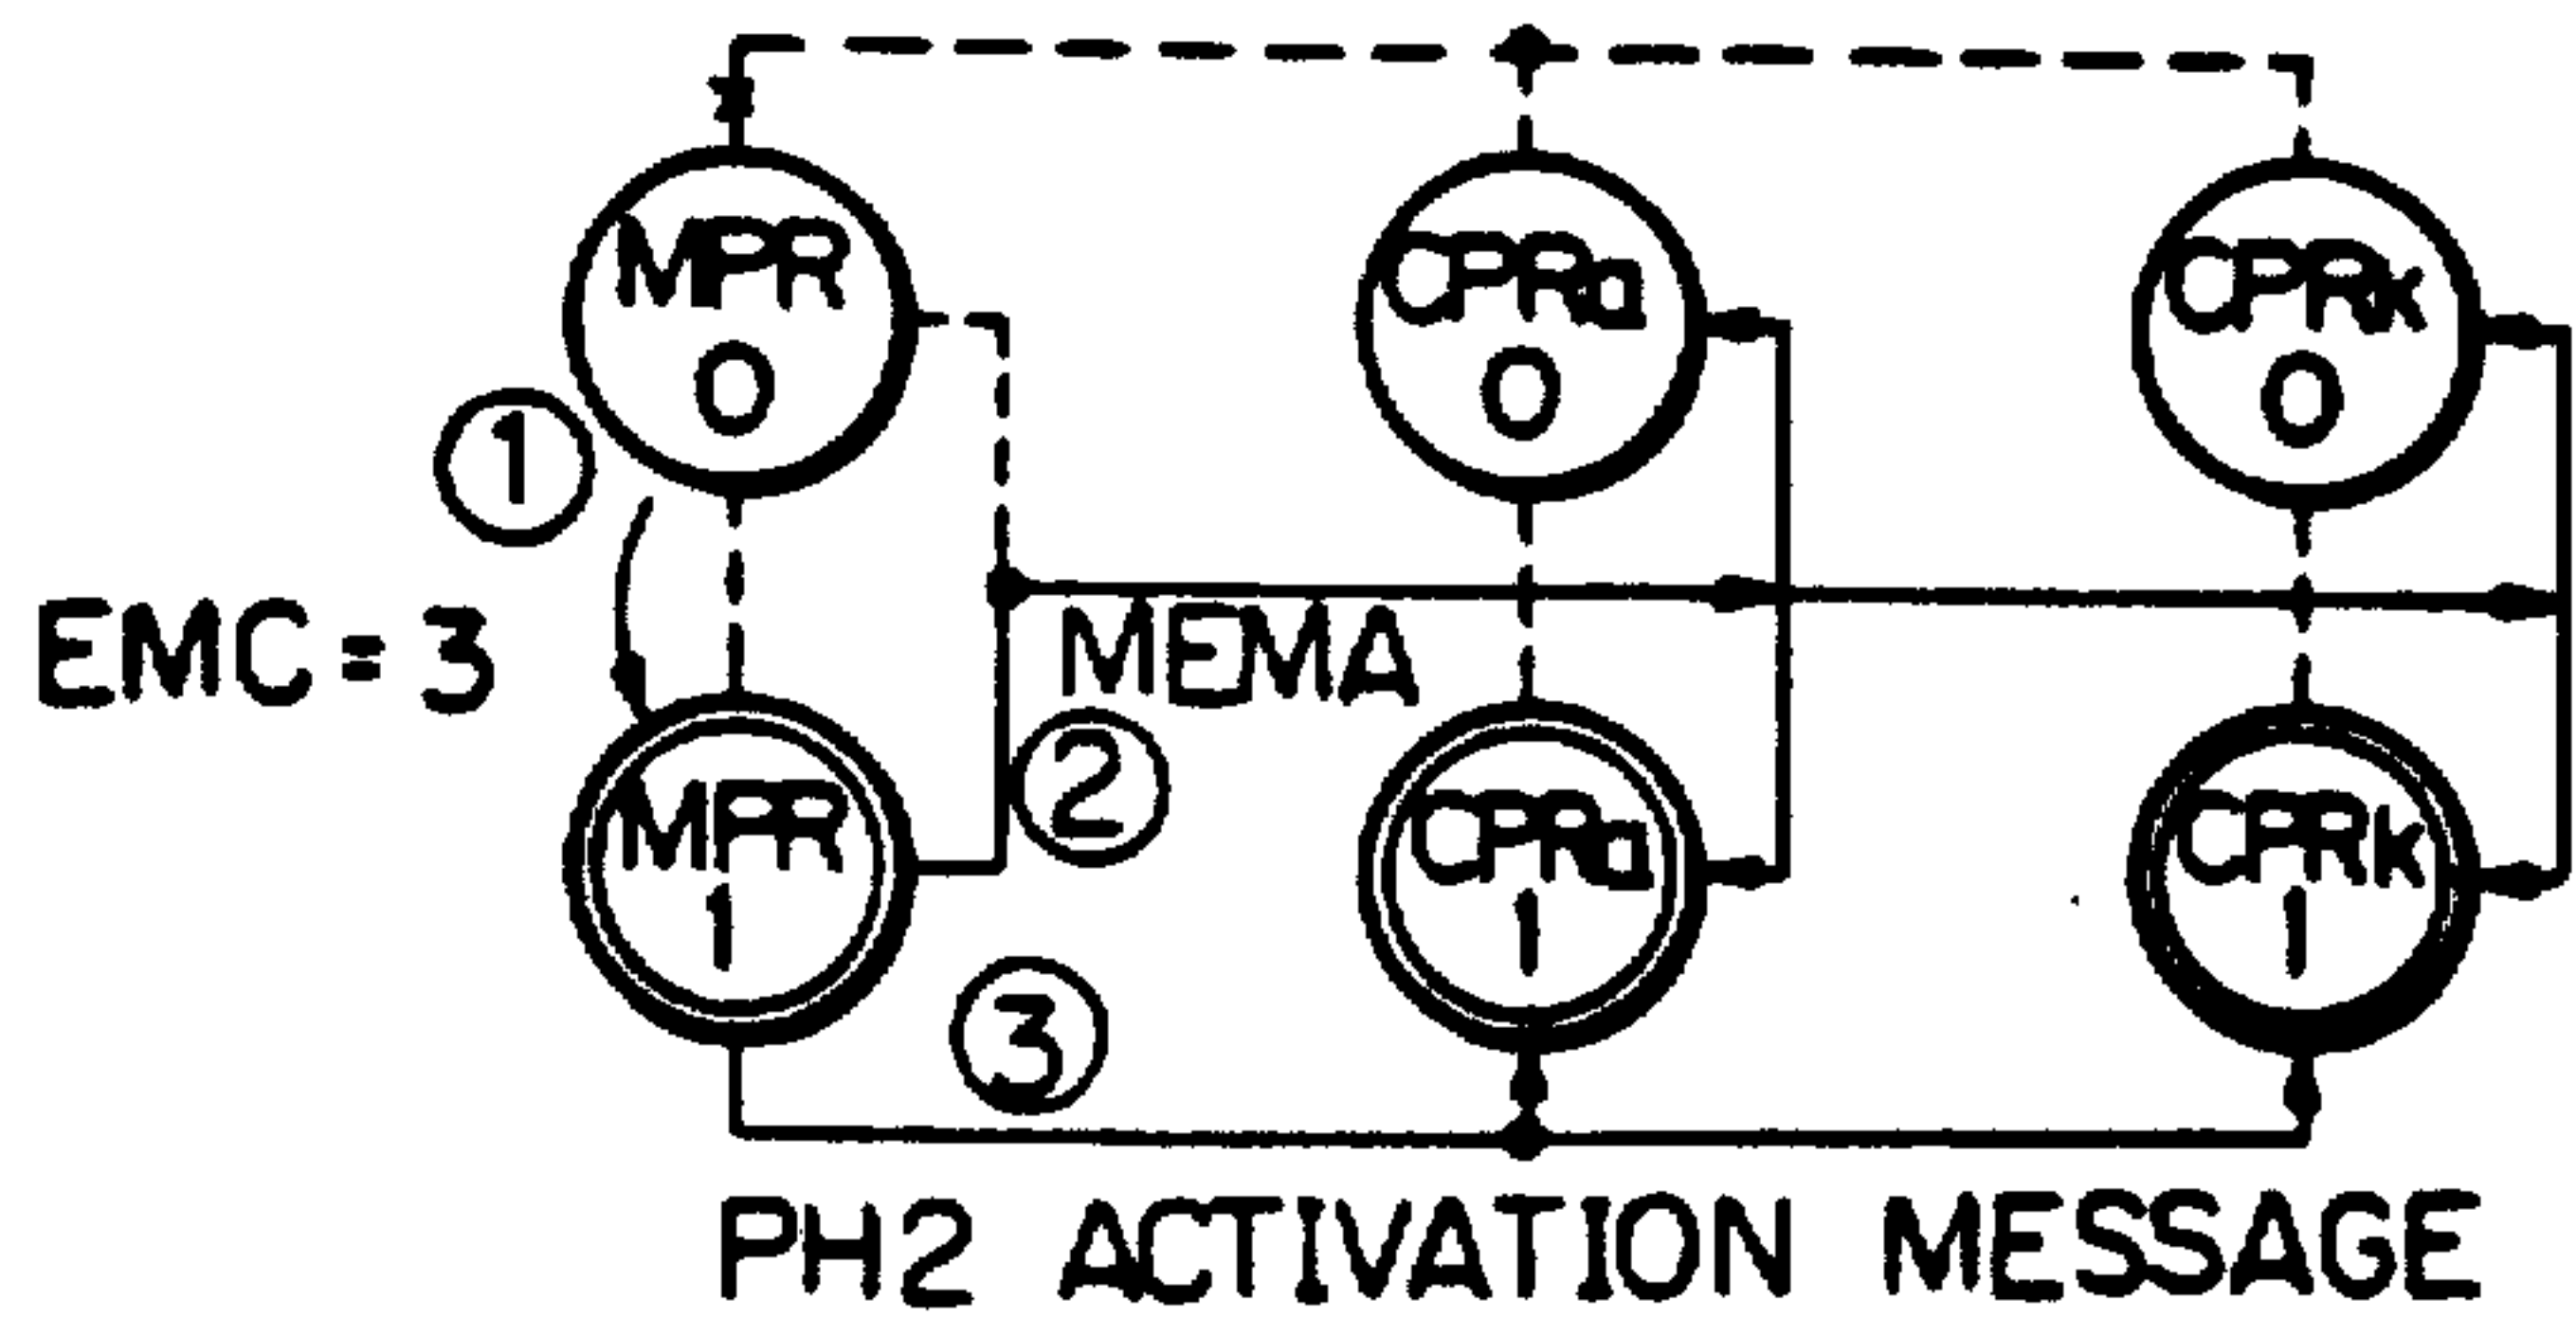 MPR
0
CPRa
0
CPRk
0
1
EMC = 3
MEMA
2
MPR
1
CPRa
1
CPRk
1
3
PH2 ACTIVATION MESSAGE